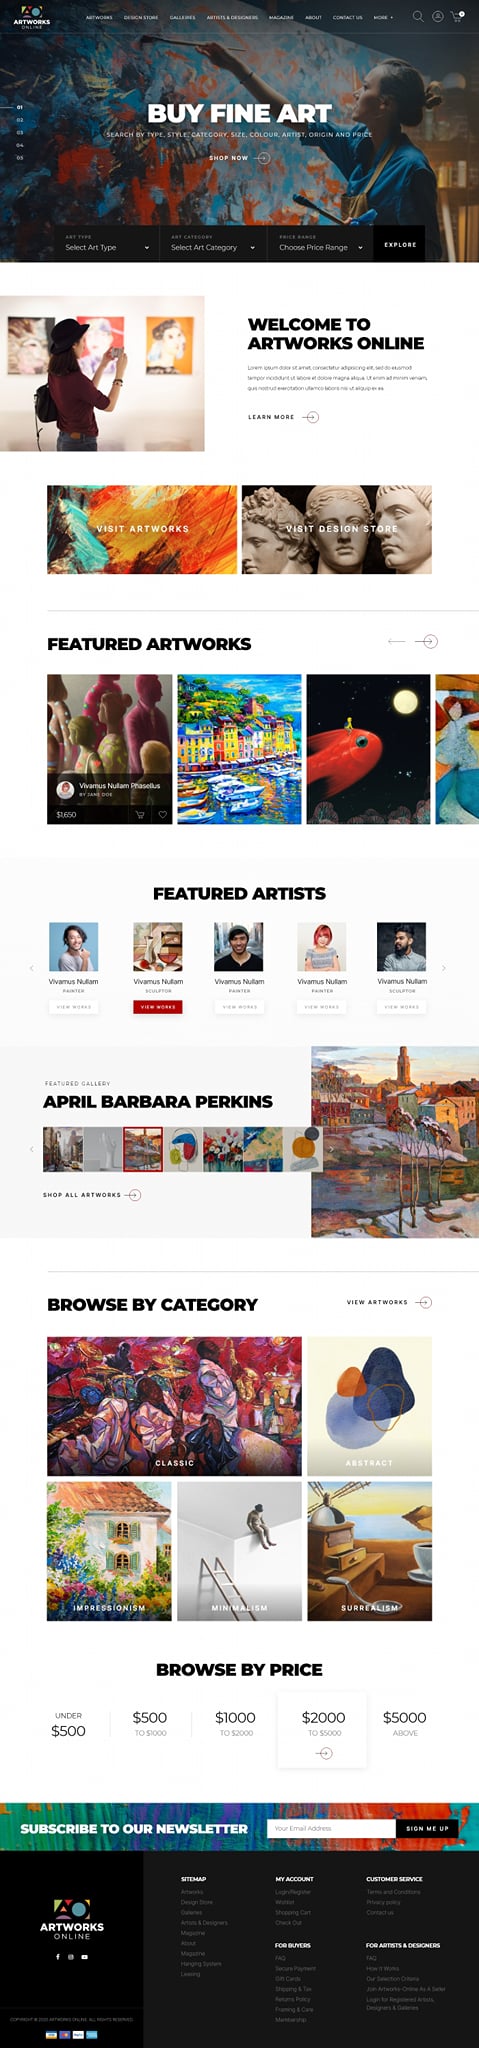 ARTWORKS
ONLINE
ARTWORKS DESIGN STORE GALLERIES ARTISTS & DESIGNERS MAGAZINE ABOUT CONTACT US MORE +
0
01
02
03
04
05
BUY FINE ART
SEARCH BY TYPE, STYLE, CATEGORY, SIZE, COLOUR, ARTIST, ORIGIN AND PRICE
SHOP NOW
ART TYPE
Select Art Type
ART CATEGORY
Select Art Category
PRICE RANGE
Choose Price Range
EXPLORE
WELCOME TO
ARTWORKS ONLINE
Lorem ipsum dolor sit amet, consectetur adipiscing elit, sed do eiusmod
tempor incididunt ut labore et dolore magna aliqua. Ut enim ad minim veniam,
quis nostrud exercitation ullamco laboris nisi ut aliquip ex ea.
LEARN MORE
VISIT ARTWORKS
VISIT DESIGN STORE
FEATURED ARTWORKS
Vivamus Nullam Phasellus
BY JANE DOE
$1,650
FEATURED ARTISTS
Vivamus Nullam
PAINTER
VIEW WORKS
Vivamus Nullam
SCULPTOR
VIEW WORKS
Vivamus Nullam
PAINTER
VIEW WORKS
Vivamus Nullam
PAINTER
VIEW WORKS
Vivamus Nullam
SCULPTOR
VIEW WORKS
FEATURED GALLERY
APRIL BARBARA PERKINS
SHOP ALL ARTWORKS
BROWSE BY CATEGORY
VIEW ARTWORKS
CLASSIC
ABSTRACT
IMPRESSIONISM
MINIMALISM
SURREALISM
BROWSE BY PRICE
UNDER
$500
$500
TO $1000
$1000
TO $2000
$2000
TO $5000
$5000
ABOVE
SUBSCRIBE TO OUR NEWSLETTER
Your Email Address
SIGN ME UP
ARTWORKS
ONLINE
COPYRIGHT © 2020 ARTWORKS ONLINE. ALL RIGHTS RESERVED.
SITEMAP
Artworks
Design Store
Galleries
Artists & Designers
Magazine
About
Magazine
Hanging System
Leasing
MY ACCOUNT
Login/Register
Wishlist
Shopping Cart
Check Out
CUSTOMER SERVICE
Terms and Conditions
Privacy policy
Contact us
FOR BUYERS
FAQ
Secure Payment
Gift Cards
Shipping & Tax
Returns Policy
Framing & Care
Membership
FOR ARTISTS & DESIGNERS
FAQ
How It Works
Our Selection Criteria
Join Artworks-Online As A Seller
Login for Registered Artists,
Designers & Galleries